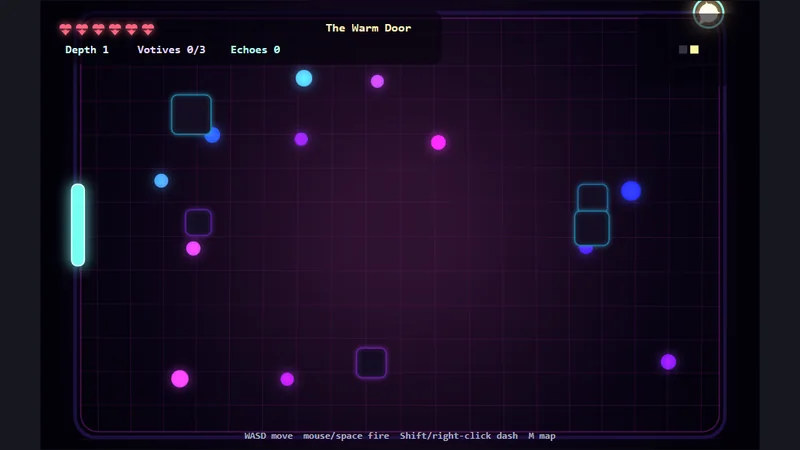 The Warm Door
Depth 1 Votives 0/3 Echoes 0
WASD move mouse/space fire Shift/right-click dash M map